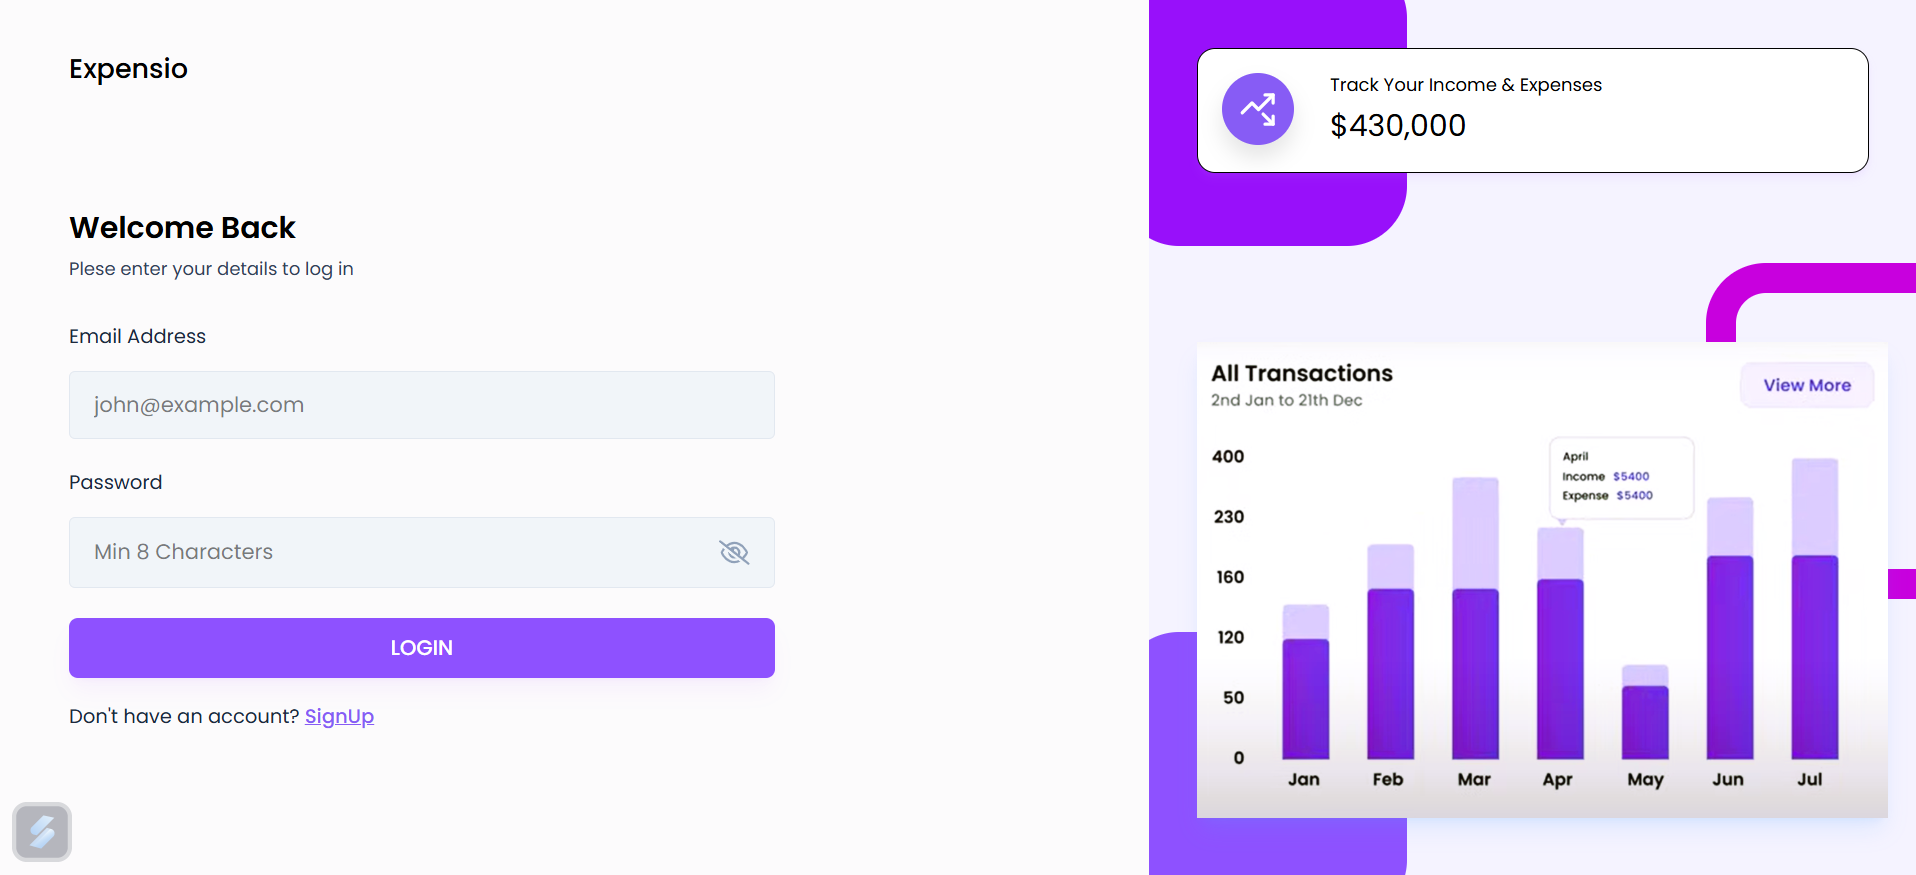 Expensio
Welcome Back
Plese enter your details to log in
Email Address
john@example.com
Password
Min 8 Characters
LOGIN
Don't have an account? SignUp
Track Your Income & Expenses
$430,000
All Transactions
2nd Jan to 21th Dec
View More
April
Income $5400
Expense $5400
400
230
160
120
50
0
Jan Feb Mar Apr May Jun Jul